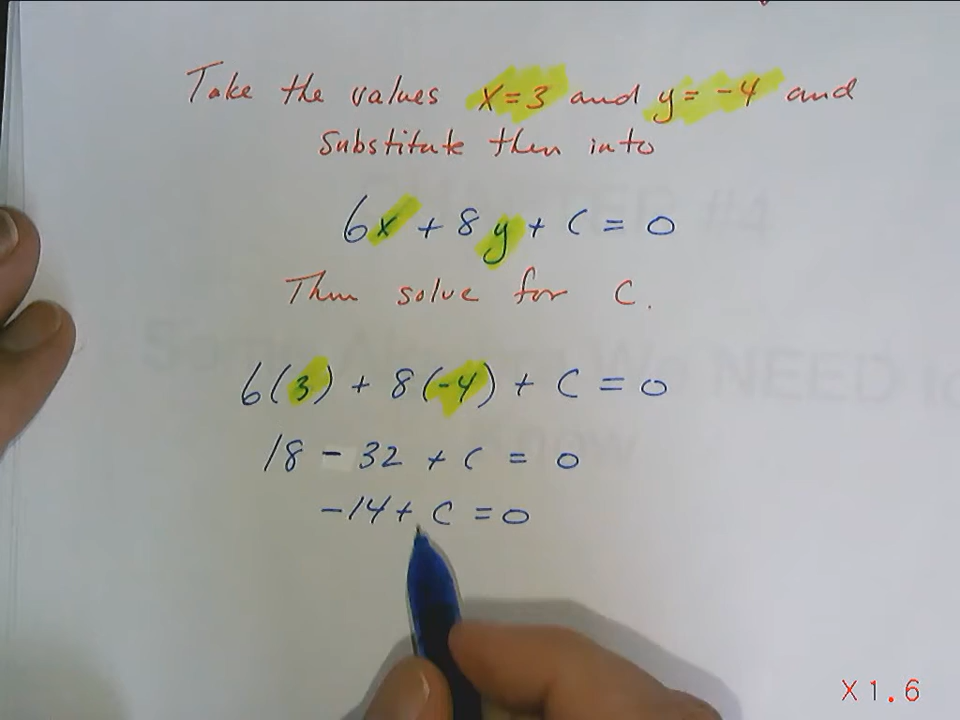 Take the values x=3 and y=-4 and
Substitute then into
6x + 8y + C = 0
Then solve for C.
6(3) + 8(-4) + C = 0
18 - 32 + C = 0
-14 + C = 0
X1.6